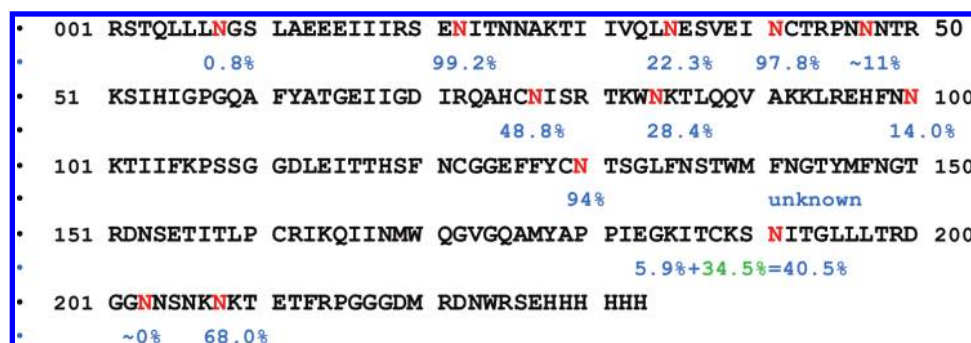 • 001 RSTQLLLNGS LAEEEIIIRS ENITNNAKTI IVQLNESVEI NCTRPNNNTR 50
• 0.8% 99.2% 22.3% 97.8% ~11%
• 51 KSIHIGPGQA FYATGEIIGD IRQAHCNISR TKWNKTLQQV AKKLREHFNN 100
• 48.8% 28.4% 14.0%
• 101 KTIIFKPSSG GDLEITTHSF NCGGEFFYCN TSGLFNSTWM FNGTYMFNGT 150
• 94% unknown
• 151 RDNSETITLP CRIKQIINMW QGVGQAMYAP PIEGKITCKS NITGLLLTRD 200
• 5.9%+34.5%=40.5%
• 201 GGNNSNKNKT ETFRPGGGDM RDNWRSEHHH HHH
• ~0% 68.0%